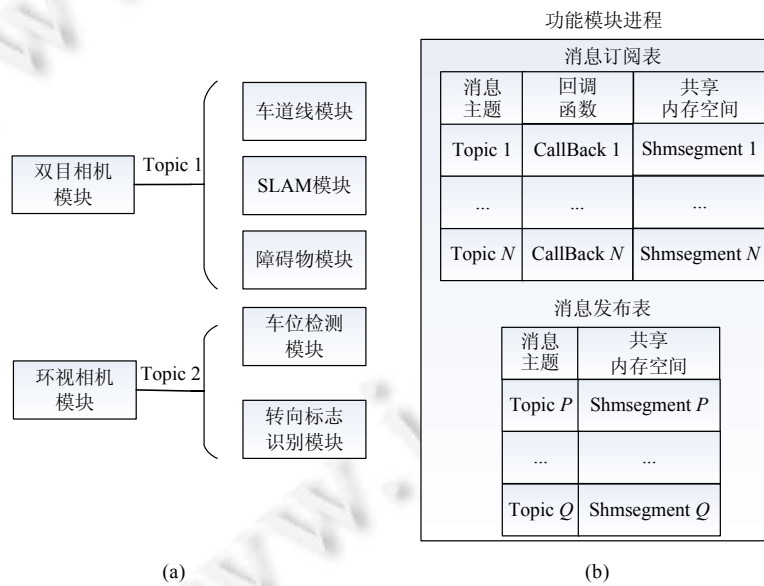 双目相机
模块
Topic 1
车道线模块
SLAM模块
障碍物模块
环视相机
模块
Topic 2
车位检测
模块
转向标志
识别模块
(a)
功能模块进程
消息订阅表
消息
主题
回调
函数
共享
内存空间
Topic 1
CallBack 1
Shmsegment 1
...
...
...
Topic N
CallBack N
Shmsegment N
消息发布表
消息
主题
共享
内存空间
Topic P
Shmsegment P
...
...
Topic Q
Shmsegment Q
(b)